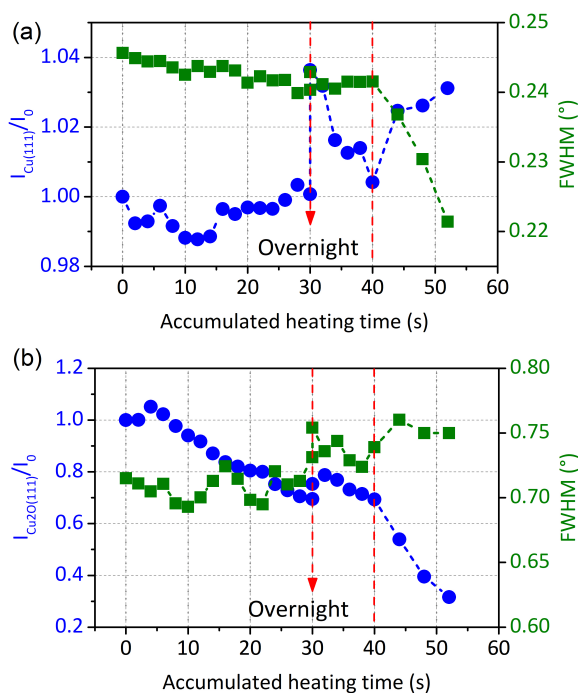 (a)
1.04
1.02
1.00
0.98
I_Cu(111)/I_0
0.25
0.24
0.23
0.22
FWHM (°)
Overnight
0 10 20 30 40 50 60
Accumulated heating time (s)
(b)
1.2
1.0
0.8
0.6
0.4
0.2
I_Cu2O(111)/I_0
0.80
0.75
0.70
0.65
0.60
FWHM (°)
Overnight
0 10 20 30 40 50 60
Accumulated heating time (s)